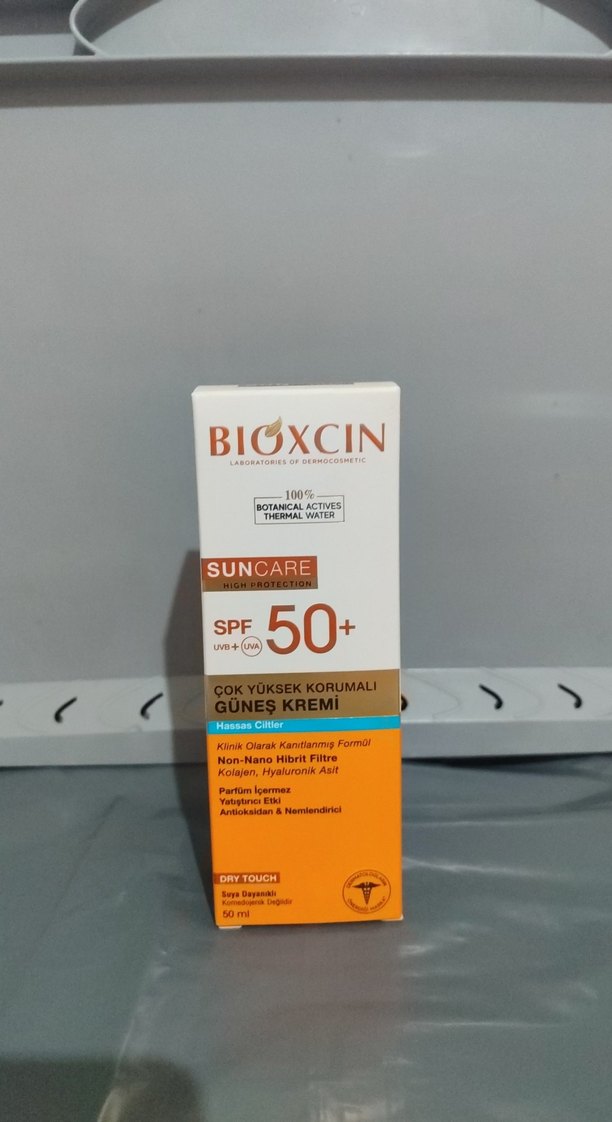 BIOXCIN
LABORATORIES OF DERMOCOSMETIC
100%
BOTANICAL ACTIVES
THERMAL WATER
SUNCARE
HIGH PROTECTION
SPF 50+
UVB + UVA
ÇOK YÜKSEK KORUMALI
GÜNEŞ KREMİ
Hassas Ciltler
Klinik Olarak Kanıtlanmış Formül
Non-Nano Hibrit Filtre
Kolajen, Hyaluronik Asit
Parfüm İçermez
Yatıştırıcı Etki
Antioksidan & Nemlendirici
DRY TOUCH
Suya Dayanıklı
Komedojenik Değildir
50 ml